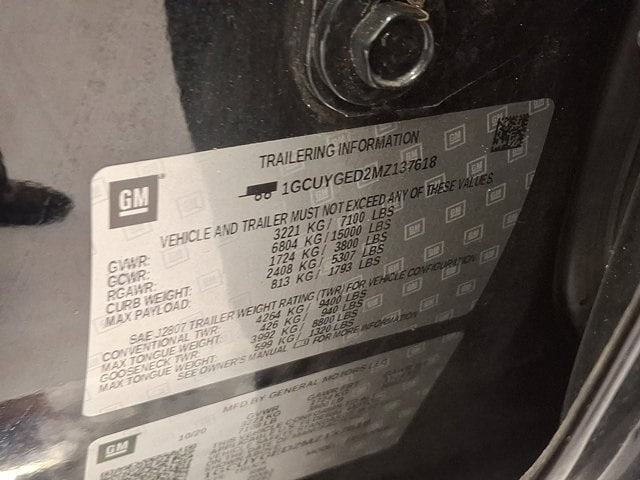 GM
TRAILERING INFORMATION
1GCUYGED2MZ137618
VEHICLE AND TRAILER MUST NOT EXCEED ANY OF THESE VALUES
GVWR: 3221 KG/ 7100 LBS
GCWR: 6804 KG/15000 LBS
RGAWR: 1724 KG/ 3800 LBS
CURB WEIGHT: 2408 KG/ 5307 LBS
MAX PAYLOAD: 813 KG/ 1793 LBS
SAE J2807 TRAILER WEIGHT RATING (TWR) FOR VEHICLE CONFIGURATION
CONVENTIONAL TWR: 4264 KG/ 9400 LBS
MAX TONGUE WEIGHT: 426 KG/ 940 LBS
GOOSENECK TWR: 3992 KG/ 8800 LBS
MAX TONGUE WEIGHT: 599 KG/ 1320 LBS
SEE OWNER'S MANUAL FOR MORE INFORMATION
GM
MFD BY GENERAL MOTORS LLC
10/20
GVWR
3221KG